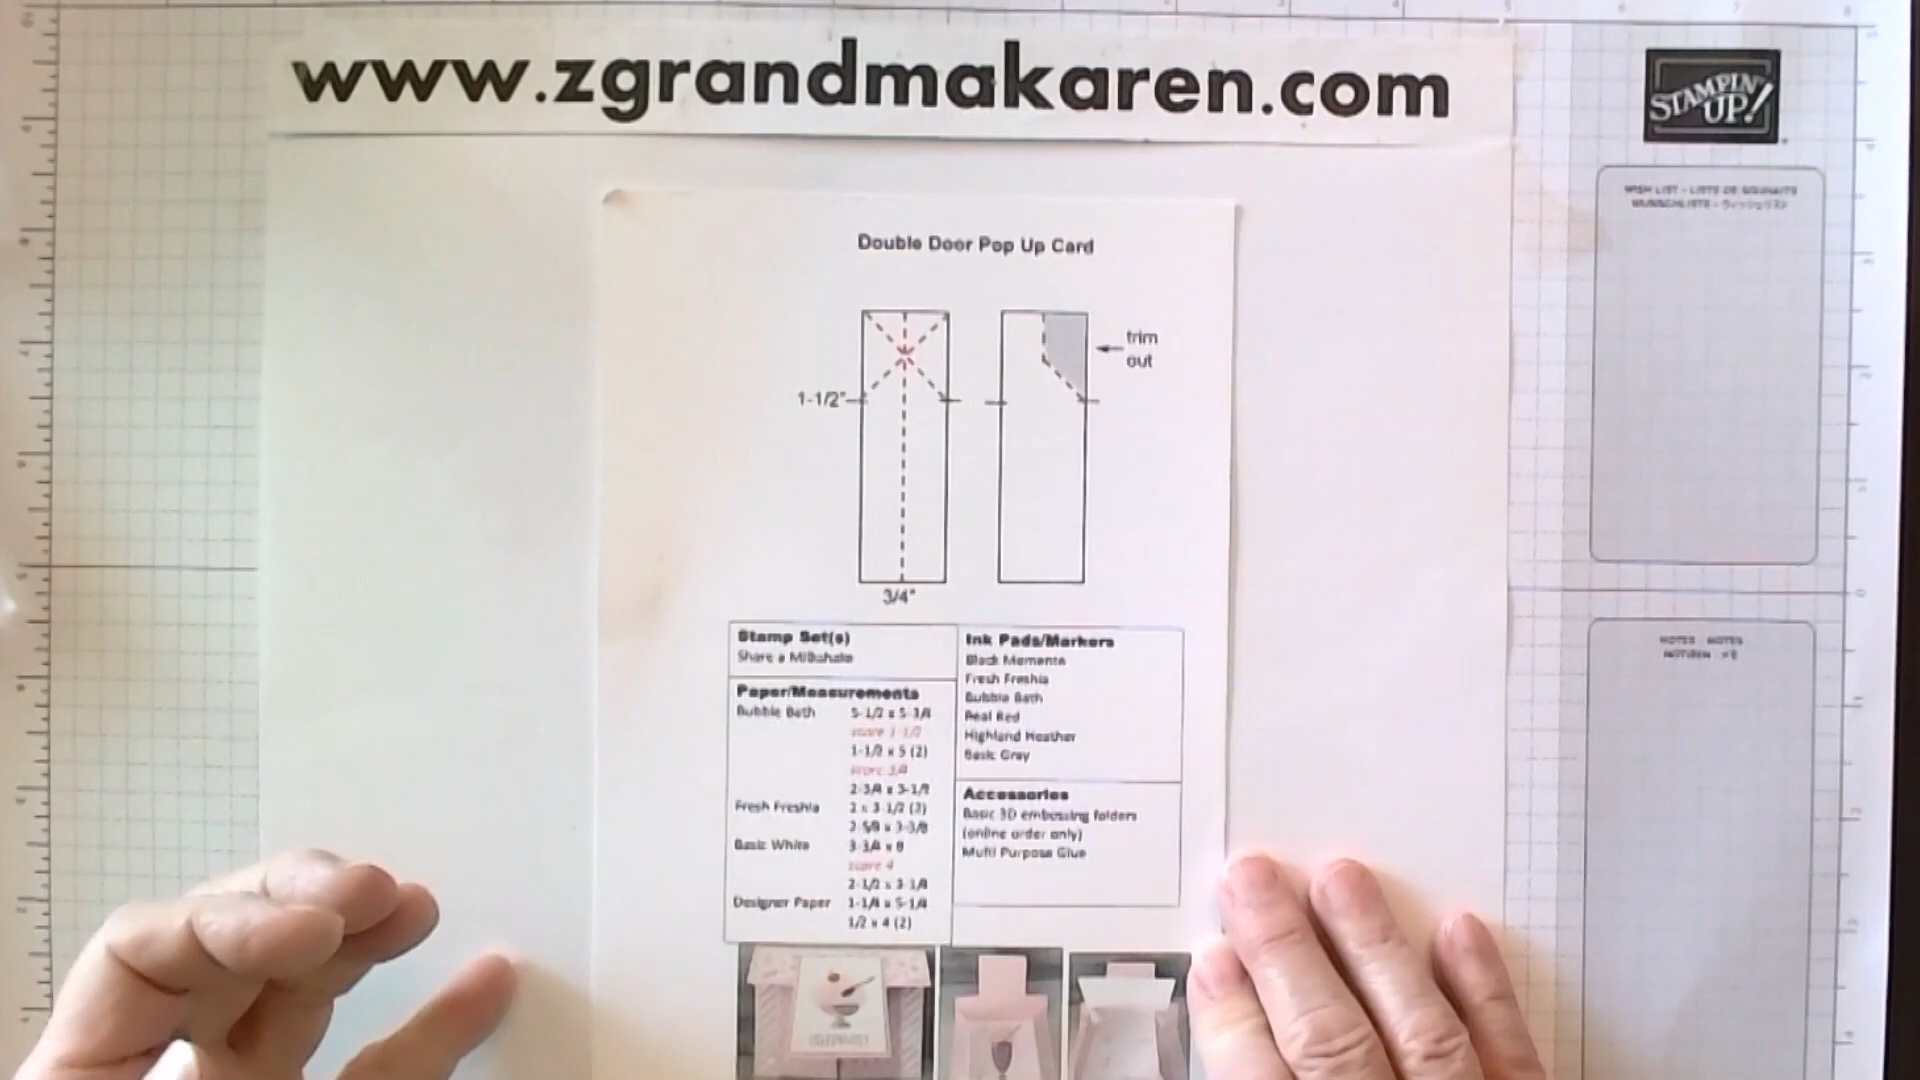 www.zgrandmakaren.com
STAMPIN' UP!
Double Door Pop Up Card
trim
out
1-1/2"
3/4"
Stamp Set(s)
Share a Milkshake
Paper/Measurements
Bubble Bath 5-1/2 x 5-3/4
score 1-1/2
1-1/2 x 5 (2)
score 3/4
2-3/4 x 3-1/2
Fresh Freshia 2 x 3-1/2 (2)
2-5/8 x 3-3/8
Basic White 3-3/4 x 8
score 4
2-1/2 x 3-1/4
Designer Paper 1-1/4 x 5-1/4
1/2 x 4 (2)
Ink Pads/Markers
Black Memento
Fresh Freshia
Bubble Bath
Real Red
Highland Heather
Basic Gray
Accessories
Basic 3D embossing folders
(online order only)
Multi Purpose Glue
WISH LIST - LISTE DE SOUHAITS